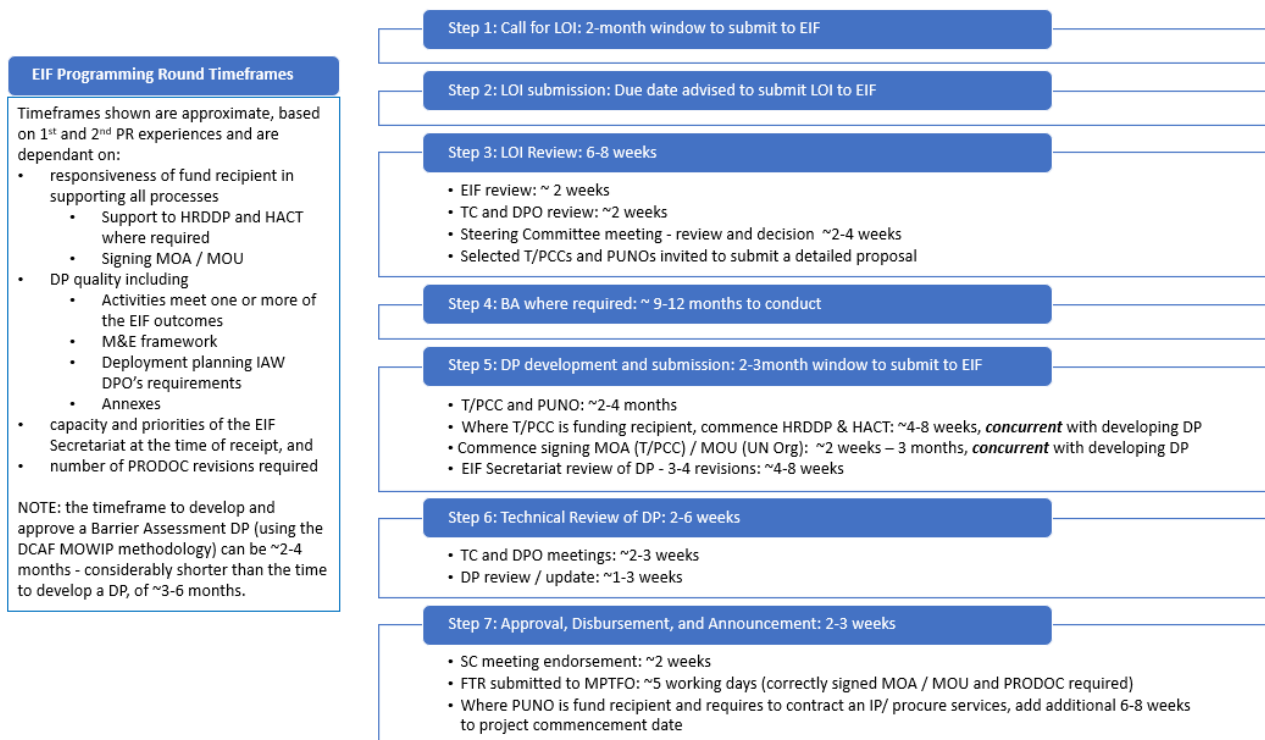 EIF Programming Round Timeframes
Timeframes shown are approximate, based
on 1st and 2nd PR experiences and are
dependant on:
• responsiveness of fund recipient in
supporting all processes
• Support to HRDDP and HACT
where required
• Signing MOA / MOU
• DP quality including
• Activities meet one or more of
the EIF outcomes
• M&E framework
• Deployment planning IAW
DPO's requirements
• Annexes
• capacity and priorities of the EIF
Secretariat at the time of receipt, and
• number of PRODOC revisions required
NOTE: the timeframe to develop and
approve a Barrier Assessment DP (using the
DCAF MOWIP methodology) can be ~2-4
months - considerably shorter than the time
to develop a DP, of ~3-6 months.
Step 1: Call for LOI: 2-month window to submit to EIF
Step 2: LOI submission: Due date advised to submit LOI to EIF
Step 3: LOI Review: 6-8 weeks
• EIF review: ~ 2 weeks
• TC and DPO review: ~2 weeks
• Steering Committee meeting - review and decision ~2-4 weeks
• Selected T/PCCs and PUNOs invited to submit a detailed proposal
Step 4: BA where required: ~ 9-12 months to conduct
Step 5: DP development and submission: 2-3month window to submit to EIF
• T/PCC and PUNO: ~2-4 months
• Where T/PCC is funding recipient, commence HRDDP & HACT: ~4-8 weeks, concurrent with developing DP
• Commence signing MOA (T/PCC) / MOU (UN Org): ~2 weeks – 3 months, concurrent with developing DP
• EIF Secretariat review of DP - 3-4 revisions: ~4-8 weeks
Step 6: Technical Review of DP: 2-6 weeks
• TC and DPO meetings: ~2-3 weeks
• DP review / update: ~1-3 weeks
Step 7: Approval, Disbursement, and Announcement: 2-3 weeks
• SC meeting endorsement: ~2 weeks
• FTR submitted to MPTFO: ~5 working days (correctly signed MOA / MOU and PRODOC required)
• Where PUNO is fund recipient and requires to contract an IP/ procure services, add additional 6-8 weeks
to project commencement date